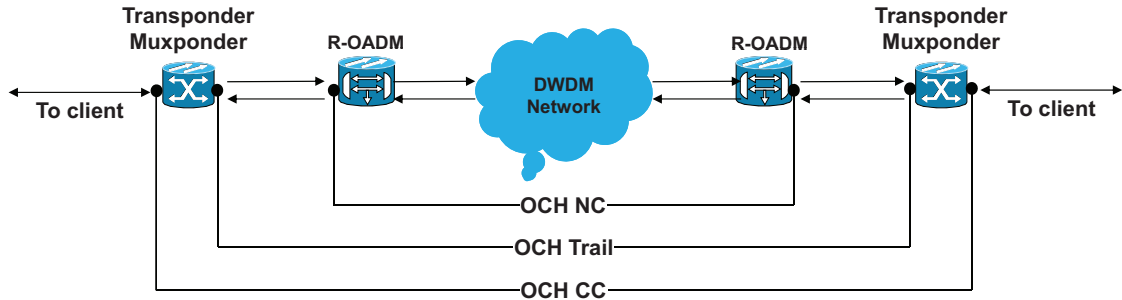 Transponder
Muxponder
R-OADM
R-OADM
Transponder
Muxponder
To client
DWDM
Network
To client
OCH NC
OCH Trail
OCH CC